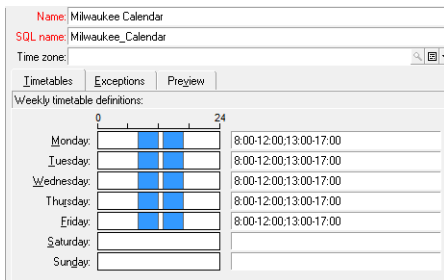 Name: Milwaukee Calendar
SQL name: Milwaukee_Calendar
Time zone:
Timetables Exceptions Preview
Weekly timetable definitions:
0 24
Monday: 8:00-12:00;13:00-17:00
Tuesday: 8:00-12:00;13:00-17:00
Wednesday: 8:00-12:00;13:00-17:00
Thursday: 8:00-12:00;13:00-17:00
Friday: 8:00-12:00;13:00-17:00
Saturday:
Sunday: